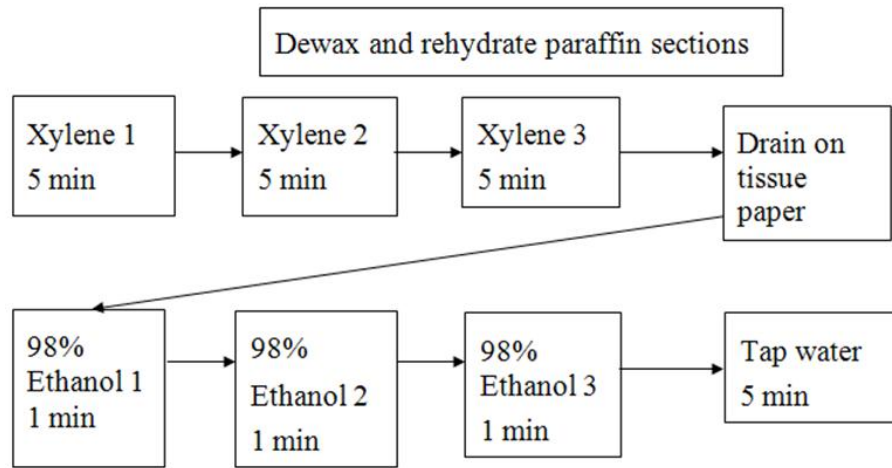 Dewax and rehydrate paraffin sections
Xylene 1
5 min
Xylene 2
5 min
Xylene 3
5 min
Drain on
tissue
paper
98%
Ethanol 1
1 min
98%
Ethanol 2
1 min
98%
Ethanol 3
1 min
Tap water
5 min